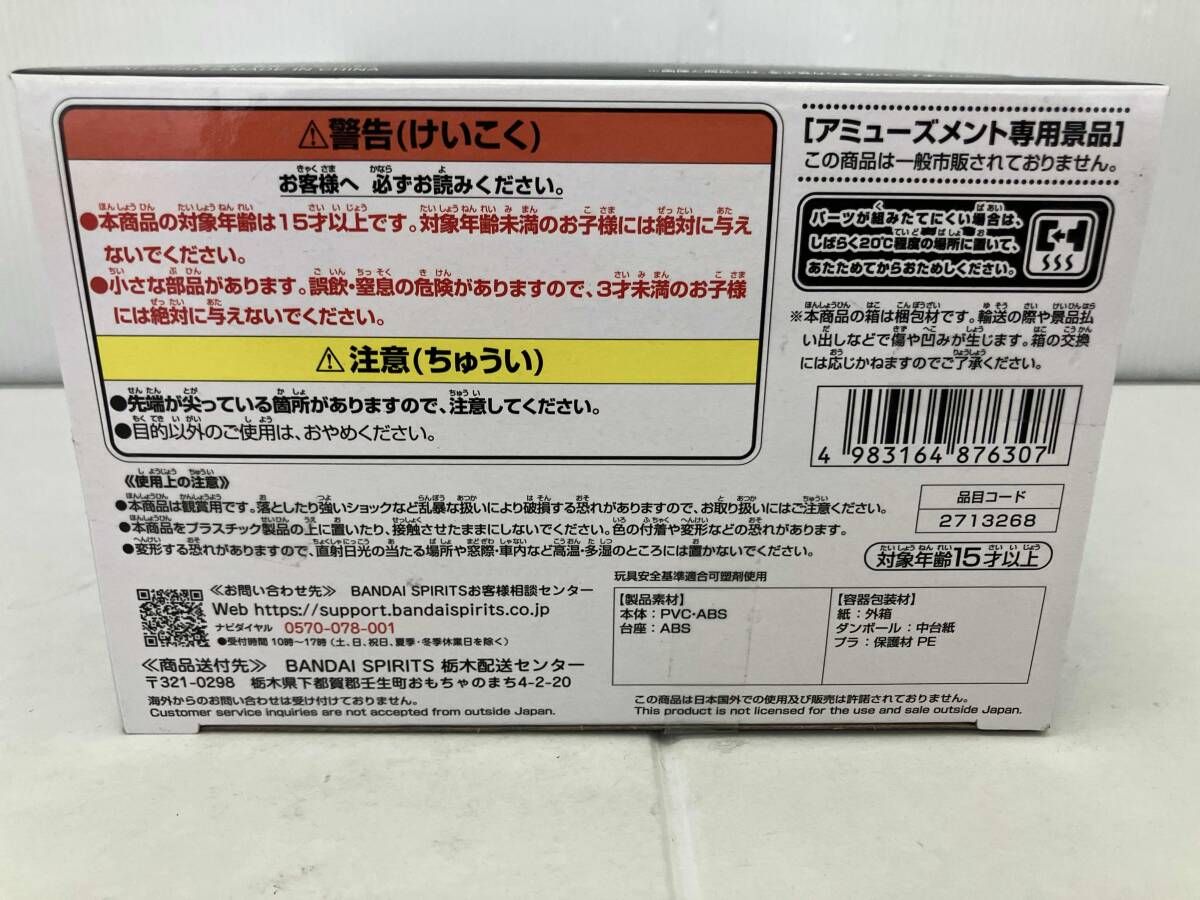 MADE IN CHINA
⚠警告(けいこく)
お客様へ 必ずお読みください。
●本商品の対象年齢は15才以上です。対象年齢未満のお子様には絶対に与え
ないでください。
●小さな部品があります。誤飲・窒息の危険がありますので、3才未満のお子様
には絶対に与えないでください。
⚠注意(ちゅうい)
●先端が尖っている箇所がありますので、注意してください。
●目的以外のご使用は、おやめください。
《使用上の注意》
●本商品は観賞用です。落としたり強いショックなど乱暴な扱いにより破損する恐れがありますので、お取り扱いにはご注意ください。
●本商品をプラスチック製品の上に置いたり、接触させたままにしないでください。色の付着や変形などの恐れがあります。
●変形する恐れがありますので、直射日光の当たる場所や窓際・車内など高温・多湿のところには置かないでください。
≪お問い合わせ先≫ BANDAI SPIRITSお客様相談センター
Web https://support.bandaispirits.co.jp
ナビダイヤル 0570-078-001
●受付時間 10時~17時(土、日、祝日、夏季・冬季休業日を除く)
≪商品送付先≫ BANDAI SPIRITS 栃木配送センター
〒321-0298 栃木県下都賀郡壬生町おもちゃのまち4-2-20
海外からのお問い合わせは受け付けておりません。
Customer service inquiries are not accepted from outside Japan.
[アミューズメント専用景品]
この商品は一般市販されておりません。
パーツが組みたてにくい場合は、
しばらく20℃程度の場所に置いて、
あたためてからおためしください。
※本商品の箱は梱包材です。輸送の際や景品払
い出しなどで傷や凹みが生じます。箱の交換
には応じかねますのでご了承ください。
4 983164 876307
品目コード
2713268
対象年齢15才以上
玩具安全基準適合可塑剤使用
【製品素材】
本体:PVC・ABS
台座:ABS
【容器包装材】
紙:外箱
ダンボール:中台紙
プラ:保護材 PE
この商品は日本国外での使用及び販売は許諾されておりません。
This product is not licensed for the use and sale outside Japan.